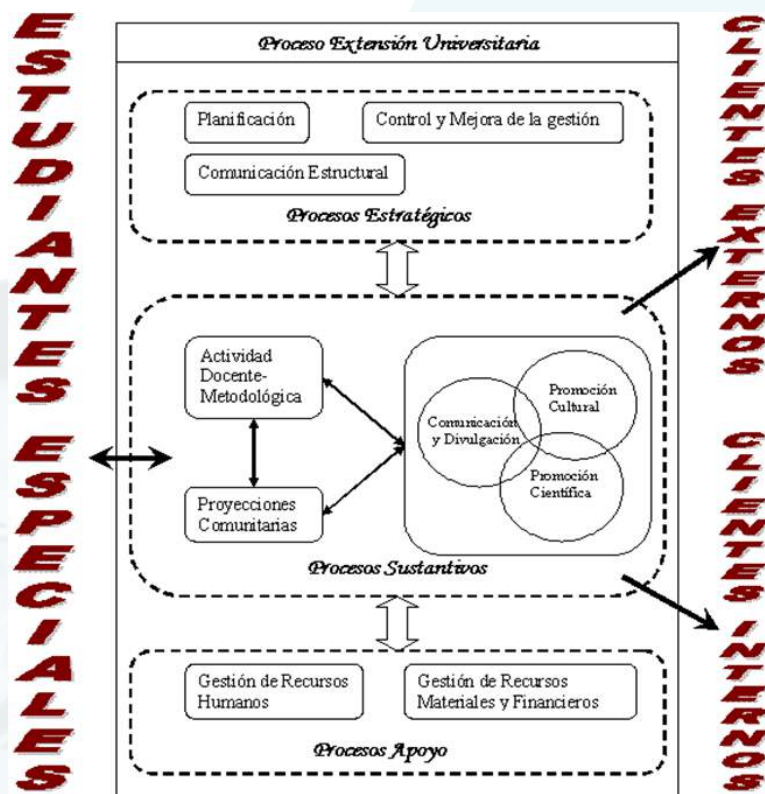 ESTUDIANTES ESPECIALES
Proceso Extensión Universitaria
Planificación
Control y Mejora de la gestión
Comunicación Estructural
Procesos Estratégicos
Actividad
Docente-
Metodológica
Proyecciones
Comunitarias
Comunicación
y Divulgación
Promoción
Cultural
Promoción
Científica
Procesos Sustantivos
Gestión de Recursos
Humanos
Gestión de Recursos
Materiales y Financieros
Procesos Apoyo
CLIENTES EXTERNOS
CLIENTES INTERNOS